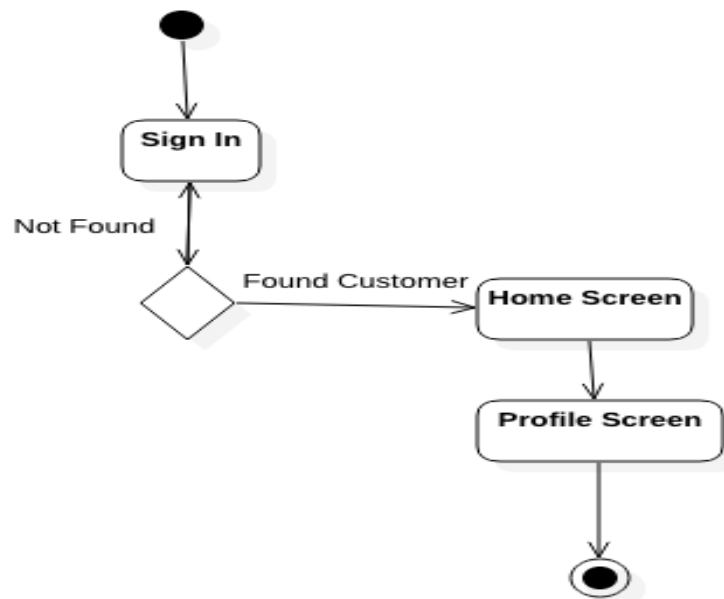 Sign In
Not Found
Found Customer
Home Screen
Profile Screen